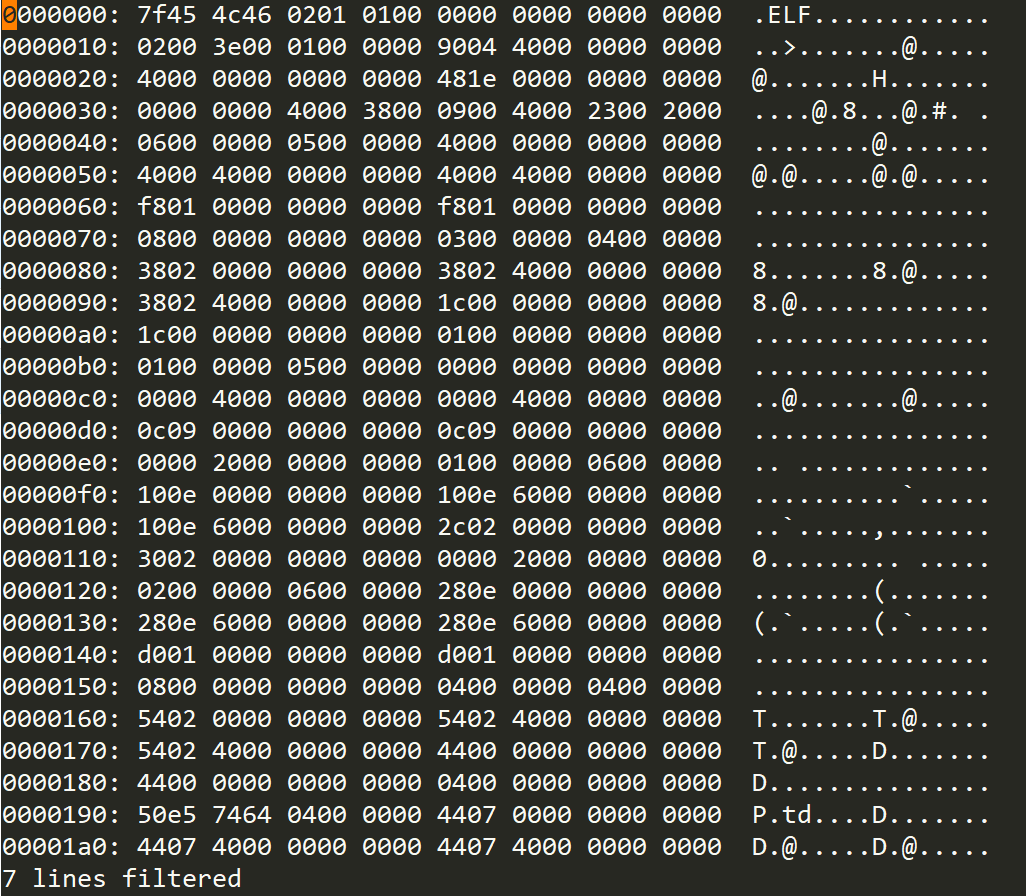 0000000: 7f45 4c46 0201 0100 0000 0000 0000 0000  .ELF............
0000010: 0200 3e00 0100 0000 9004 4000 0000 0000  ..>.......@.....
0000020: 4000 0000 0000 0000 481e 0000 0000 0000  @.......H.......
0000030: 0000 0000 4000 3800 0900 4000 2300 2000  ....@.8...@.#. .
0000040: 0600 0000 0500 0000 4000 0000 0000 0000  ........@.......
0000050: 4000 4000 0000 0000 4000 4000 0000 0000  @.@.....@.@.....
0000060: f801 0000 0000 0000 f801 0000 0000 0000  ................
0000070: 0800 0000 0000 0000 0300 0000 0400 0000  ................
0000080: 3802 0000 0000 0000 3802 4000 0000 0000  8.......8.@.....
0000090: 3802 4000 0000 0000 1c00 0000 0000 0000  8.@.............
00000a0: 1c00 0000 0000 0000 0100 0000 0000 0000  ................
00000b0: 0100 0000 0500 0000 0000 0000 0000 0000  ................
00000c0: 0000 4000 0000 0000 0000 4000 0000 0000  ..@.......@.....
00000d0: 0c09 0000 0000 0000 0c09 0000 0000 0000  ................
00000e0: 0000 2000 0000 0000 0100 0000 0600 0000  .. .............
00000f0: 100e 0000 0000 0000 100e 6000 0000 0000  ..........`.....
0000100: 100e 6000 0000 0000 2c02 0000 0000 0000  ..`.....,.......
0000110: 3002 0000 0000 0000 0000 2000 0000 0000  0......... .....
0000120: 0200 0000 0600 0000 280e 0000 0000 0000  ........(.......
0000130: 280e 6000 0000 0000 280e 6000 0000 0000  (.`.....(.`.....
0000140: d001 0000 0000 0000 d001 0000 0000 0000  ................
0000150: 0800 0000 0000 0000 0400 0000 0400 0000  ................
0000160: 5402 0000 0000 0000 5402 4000 0000 0000  T.......T.@.....
0000170: 5402 4000 0000 0000 4400 0000 0000 0000  T.@.....D.......
0000180: 4400 0000 0000 0000 0400 0000 0000 0000  D...............
0000190: 50e5 7464 0400 0000 4407 0000 0000 0000  P.td....D.......
00001a0: 4407 4000 0000 0000 4407 4000 0000 0000  D.@.....D.@.....
7 lines filtered